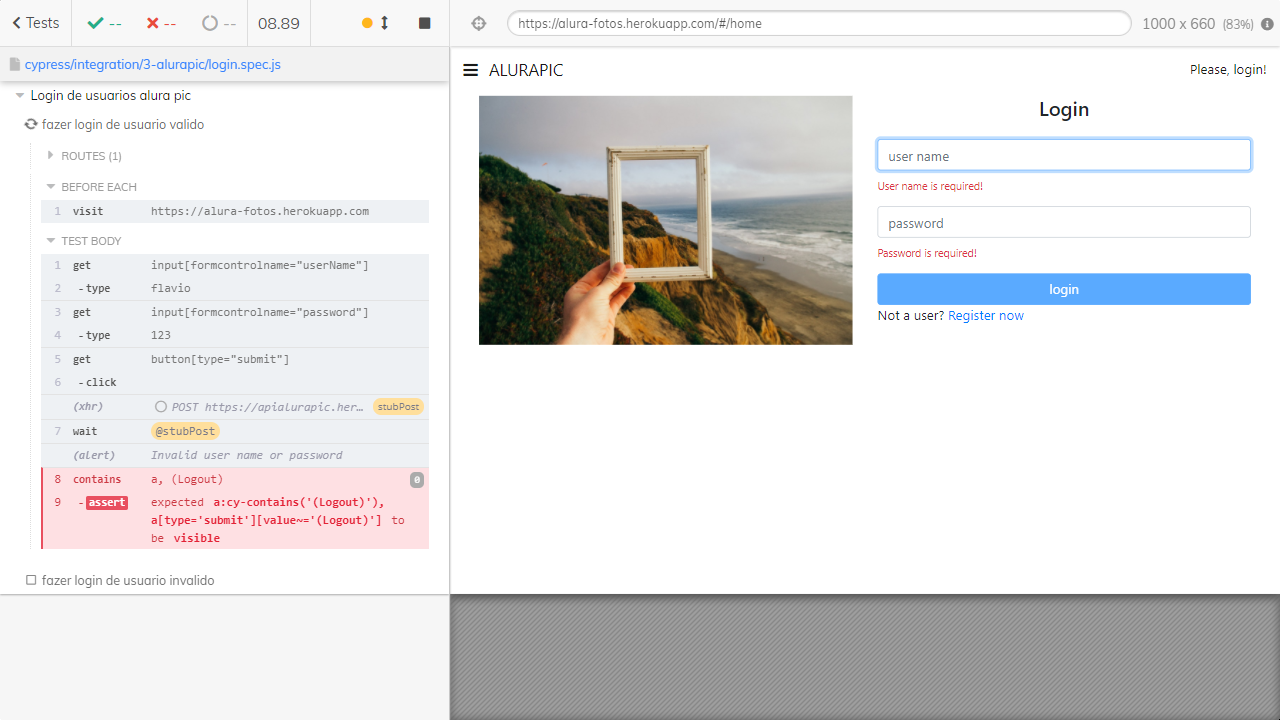 Tests
--
--
--
08.89
https://alura-fotos.herokuapp.com/#/home
1000 x 660 (83%)
cypress/integration/3-alurapic/login.spec.js
Login de usuarios alura pic
fazer login de usuario valido
ROUTES (1)
BEFORE EACH
1 visit https://alura-fotos.herokuapp.com
TEST BODY
1 get input[formcontrolname="userName"]
2 -type flavio
3 get input[formcontrolname="password"]
4 -type 123
5 get button[type="submit"]
6 -click
(xhr) POST https://apialurapic.her… stubPost
7 wait @stubPost
(alert) Invalid user name or password
8 contains a, (Logout) 0
9 -assert expected a:cy-contains('(Logout)'),
a[type='submit'][value~='(Logout)'] to
be visible
fazer login de usuario invalido
ALURAPIC
Please, login!
Login
user name
User name is required!
password
Password is required!
login
Not a user? Register now